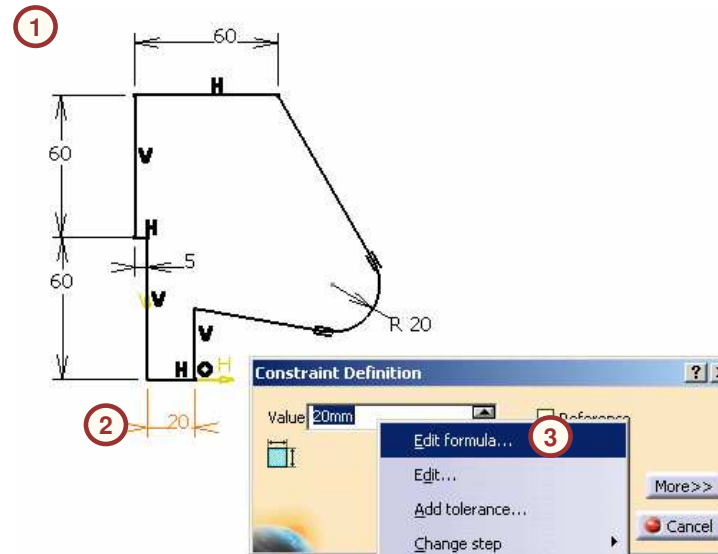 1
60
H
60
V
H
5
60
V
R 20
V
H
H
2
20
Constraint Definition
?
Value 20mm
Reference
Edit formula...
3
Edit...
Add tolerance...
Change step
More>>
Cancel